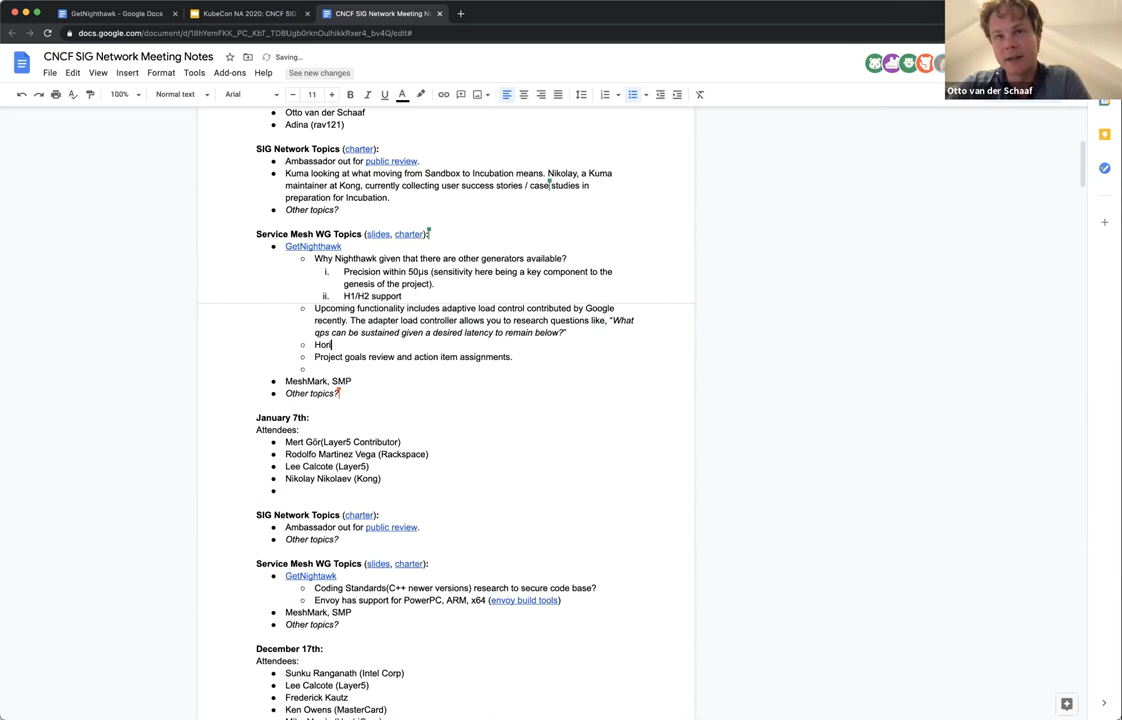 GetNighthawk - Google Docs
KubeCon NA 2020: CNCF SIG
CNCF SIG Network Meeting N
docs.google.com/document/d/18hYemFKK_PC_KbT_TDBUgb0rknOulhikkRxer4_bv4Q/edit#
CNCF SIG Network Meeting Notes
Saving...
File Edit View Insert Format Tools Add-ons Help See new changes
100% Normal text Arial 11
Otto van der Schaaf
Otto van der Schaaf
Adina (rav121)
SIG Network Topics (charter):
Ambassador out for public review.
Kuma looking at what moving from Sandbox to Incubation means. Nikolay, a Kuma
maintainer at Kong, currently collecting user success stories / case studies in
preparation for Incubation.
Other topics?
Service Mesh WG Topics (slides, charter):
GetNighthawk
Why Nighthawk given that there are other generators available?
i. Precision within 50µs (sensitivity here being a key component to the
genesis of the project).
ii. H1/H2 support
Upcoming functionality includes adaptive load control contributed by Google
recently. The adapter load controller allows you to research questions like, "What
qps can be sustained given a desired latency to remain below?"
Hori
Project goals review and action item assignments.
MeshMark, SMP
Other topics?
January 7th:
Attendees:
Mert Gör(Layer5 Contributor)
Rodolfo Martinez Vega (Rackspace)
Lee Calcote (Layer5)
Nikolay Nikolaev (Kong)
SIG Network Topics (charter):
Ambassador out for public review.
Other topics?
Service Mesh WG Topics (slides, charter):
GetNightawk
Coding Standards(C++ newer versions) research to secure code base?
Envoy has support for PowerPC, ARM, x64 (envoy build tools)
MeshMark, SMP
Other topics?
December 17th:
Attendees:
Sunku Ranganath (Intel Corp)
Lee Calcote (Layer5)
Frederick Kautz
Ken Owens (MasterCard)